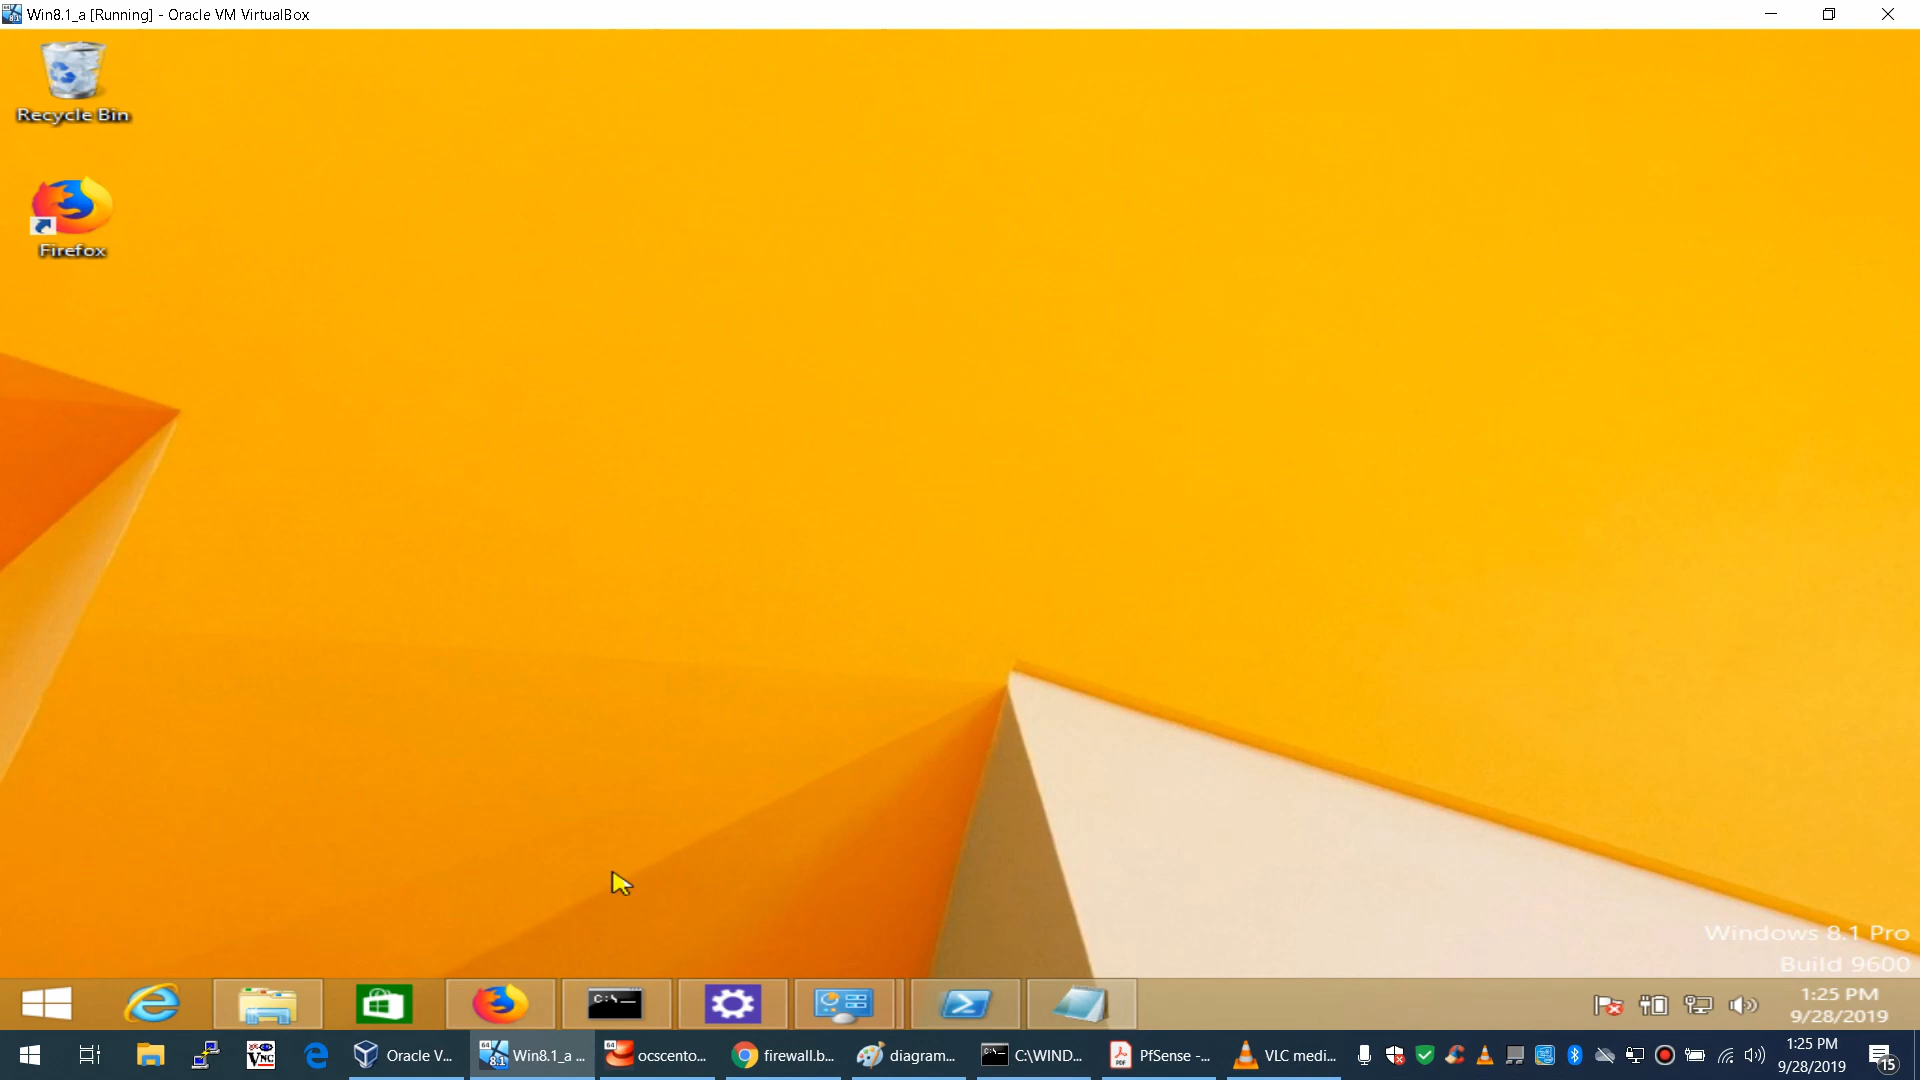 Win8.1_a [Running] - Oracle VM VirtualBox
Recycle Bin
Firefox
Windows 8.1 Pro
Build 9600
C:\_
1:25 PM
9/28/2019
Oracle V...
Win8.1_a ...
ocscento...
firewall.b...
diagram...
C:\WIND...
PfSense -...
VLC medi...
1:25 PM
9/28/2019
15